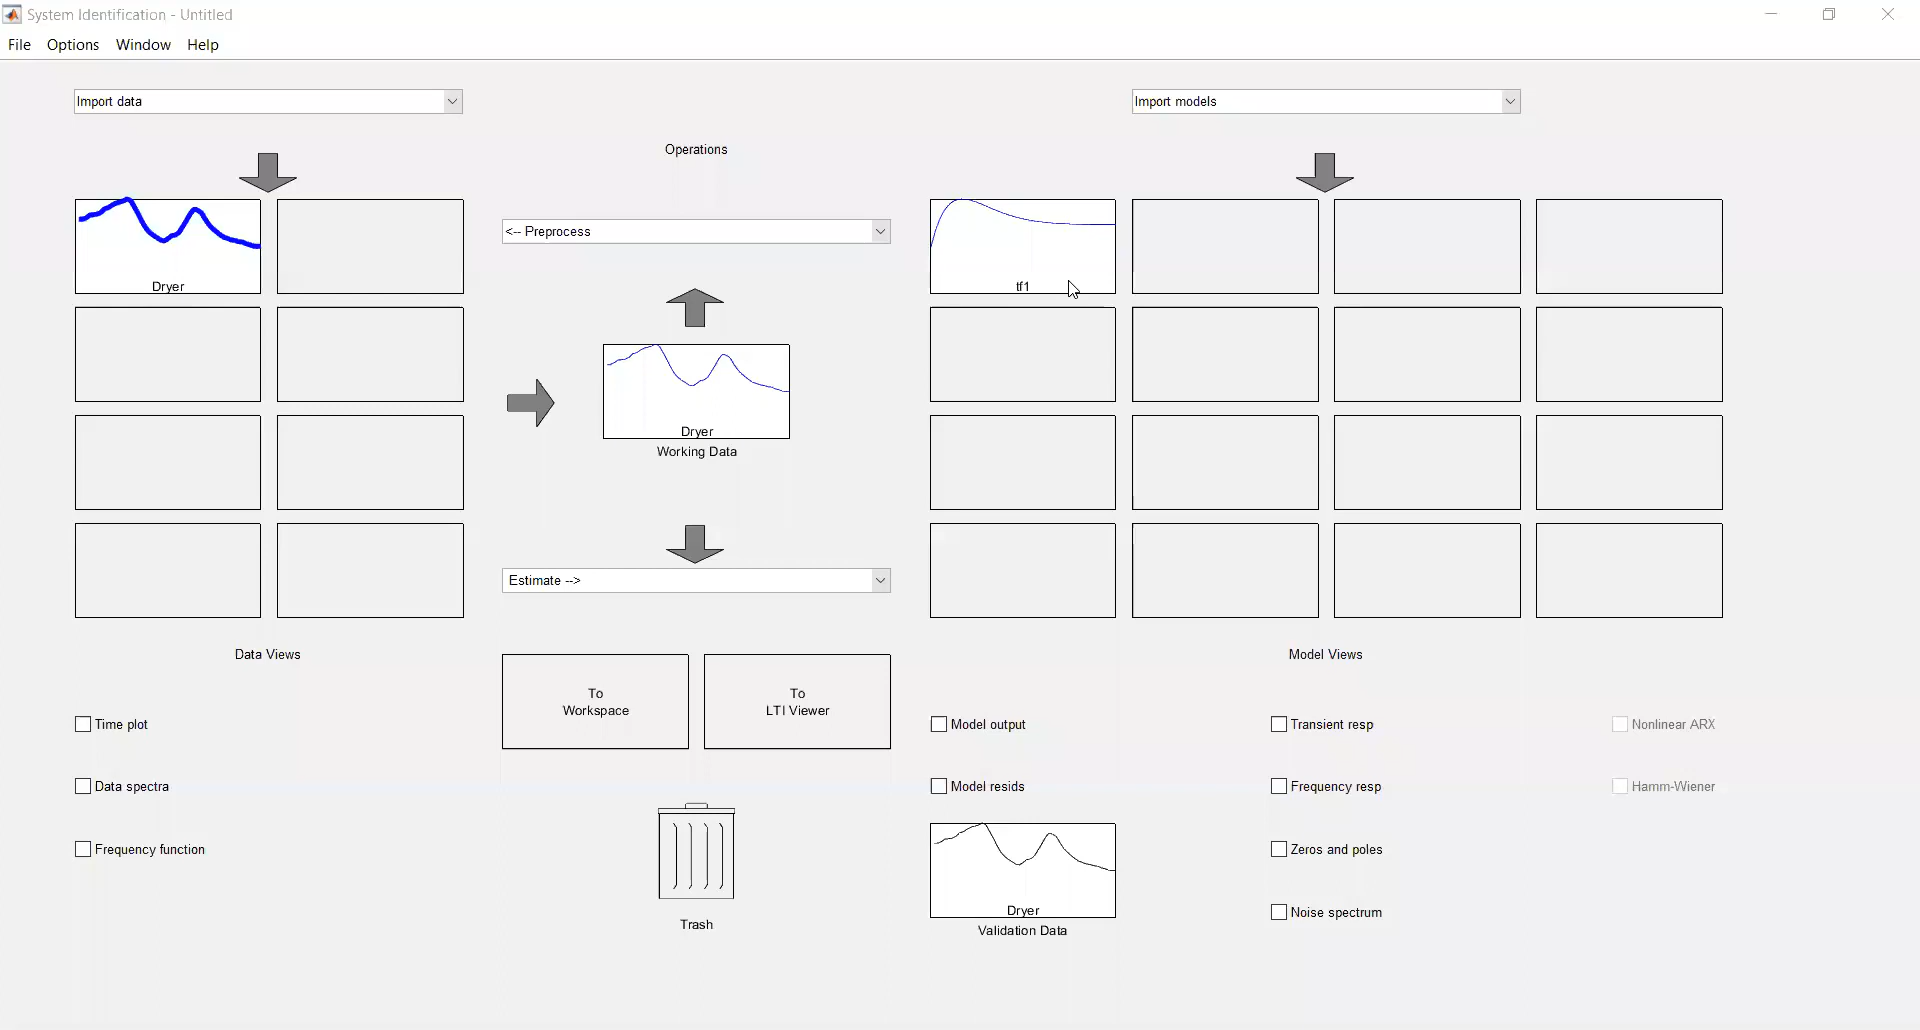 System Identification - Untitled
File Options Window Help
Import data
Import models
Operations
<-- Preprocess
Dryer
tf1
Dryer
Working Data
Estimate -->
Data Views
Model Views
To
Workspace
To
LTI Viewer
Time plot
Model output
Transient resp
Nonlinear ARX
Data spectra
Model resids
Frequency resp
Hamm-Wiener
Frequency function
Zeros and poles
Dryer
Noise spectrum
Trash
Validation Data